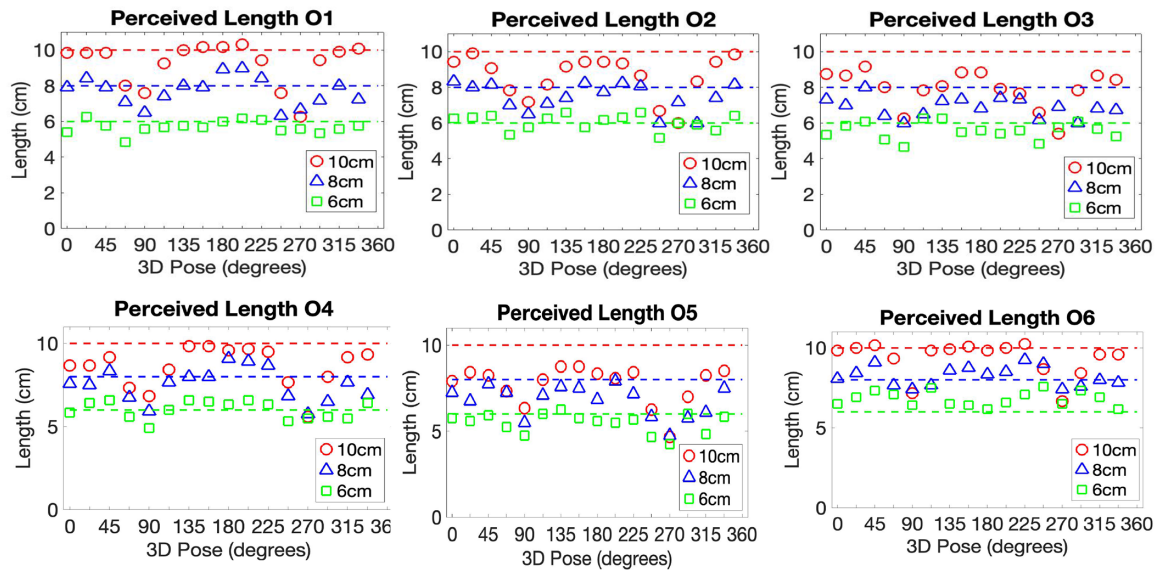 Perceived Length O1
Length (cm)
10
8
6
4
2
0
10cm
8cm
6cm
0 45 90 135 180 225 270 315 360
3D Pose (degrees)
Perceived Length O2
Length (cm)
10
8
6
4
2
0
10cm
8cm
6cm
0 45 90 135 180 225 270 315 360
3D Pose (degrees)
Perceived Length O3
Length (cm)
10
8
6
4
2
0
10cm
8cm
6cm
0 45 90 135 180 225 270 315 360
3D Pose (degrees)
Perceived Length O4
Length (cm)
10
5
0
10cm
8cm
6cm
0 45 90 135 180 225 270 315 36
3D Pose (degrees)
Perceived Length O5
Length (cm)
10
5
0
10cm
8cm
6cm
0 45 90 135 180 225 270 315 360
3D Pose (degrees)
Perceived Length O6
Length (cm)
10
5
0
10cm
8cm
6cm
0 45 90 135 180 225 270 315 360
3D Pose (degrees)